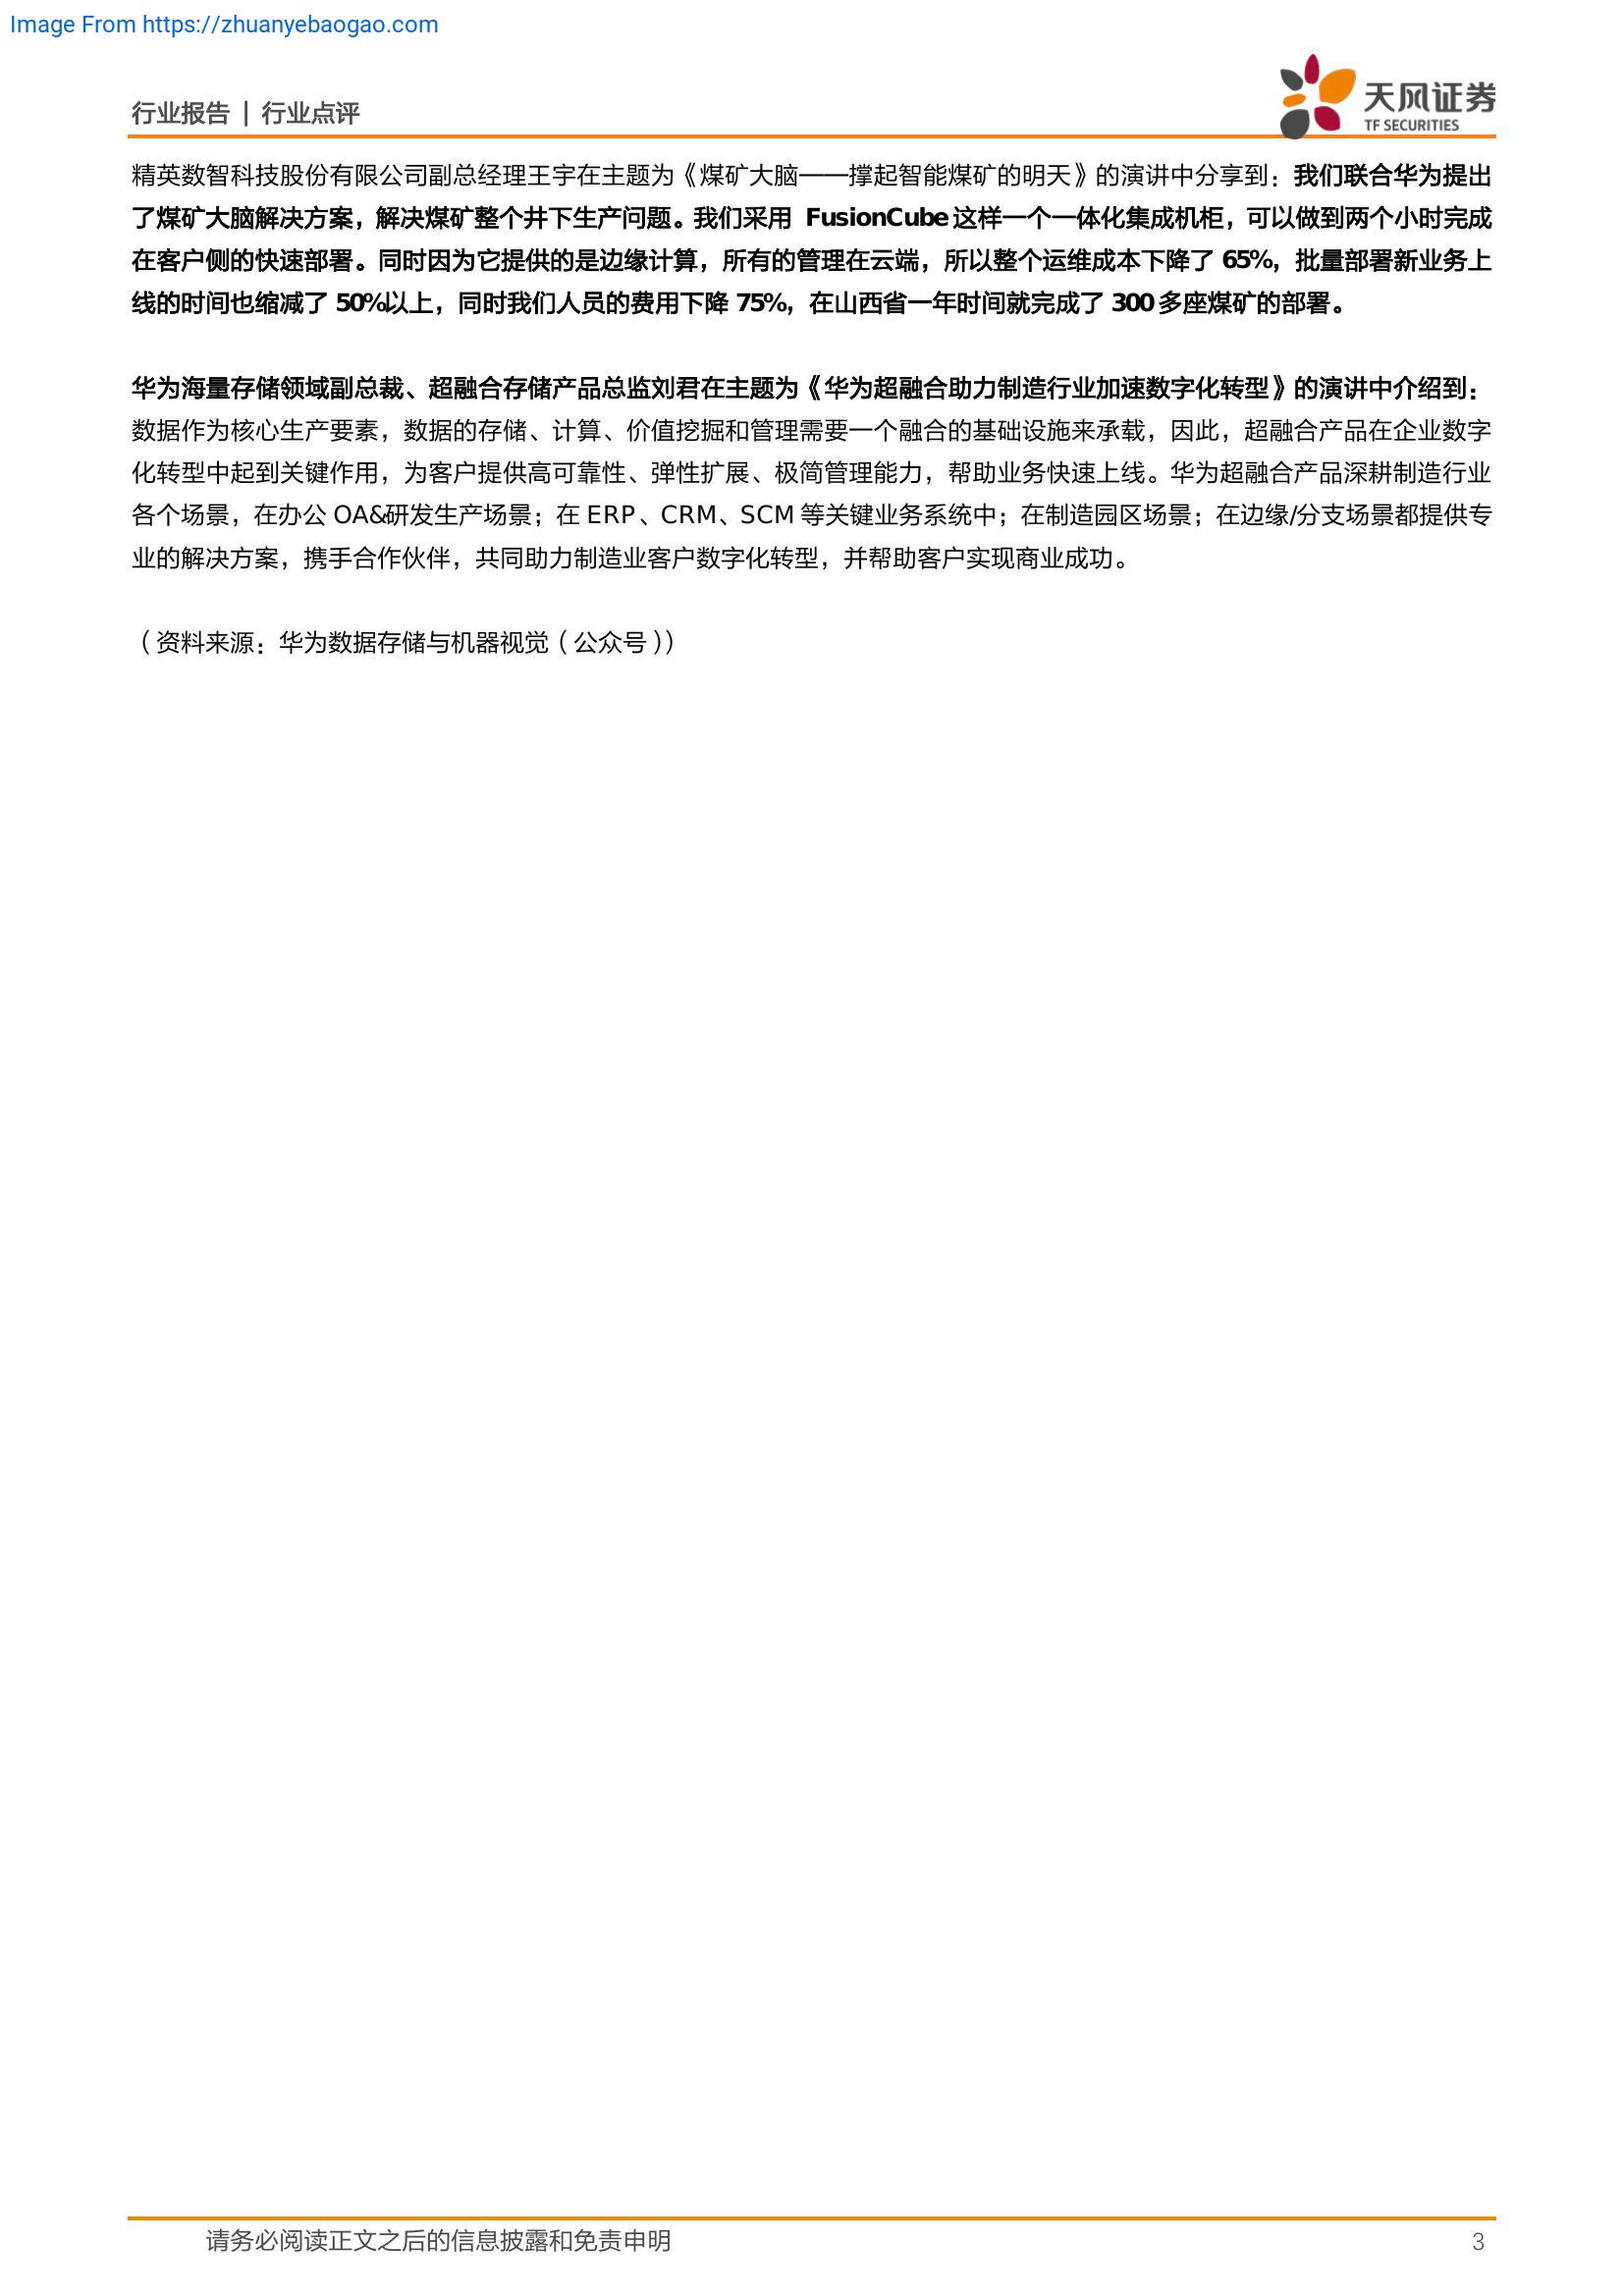 Image From https://zhuanyebaogao.com
天风证券
TF SECURITIES
行业报告 | 行业点评
精英数智科技股份有限公司副总经理王宇在主题为《煤矿大脑——撑起智能煤矿的明天》的演讲中分享到：我们联合华为提出
了煤矿大脑解决方案，解决煤矿整个井下生产问题。我们采用 FusionCube 这样一个一体化集成机柜，可以做到两个小时完成
在客户侧的快速部署。同时因为它提供的是边缘计算，所有的管理在云端，所以整个运维成本下降了 65%，批量部署新业务上
线的时间也缩减了 50%以上，同时我们人员的费用下降 75%，在山西省一年时间就完成了 300 多座煤矿的部署。
华为海量存储领域副总裁、超融合存储产品总监刘君在主题为《华为超融合助力制造行业加速数字化转型》的演讲中介绍到：
数据作为核心生产要素，数据的存储、计算、价值挖掘和管理需要一个融合的基础设施来承载，因此，超融合产品在企业数字
化转型中起到关键作用，为客户提供高可靠性、弹性扩展、极简管理能力，帮助业务快速上线。华为超融合产品深耕制造行业
各个场景，在办公 OA&研发生产场景；在 ERP、CRM、SCM 等关键业务系统中；在制造园区场景；在边缘/分支场景都提供专
业的解决方案，携手合作伙伴，共同助力制造业客户数字化转型，并帮助客户实现商业成功。
（资料来源：华为数据存储与机器视觉（公众号））
请务必阅读正文之后的信息披露和免责申明
3